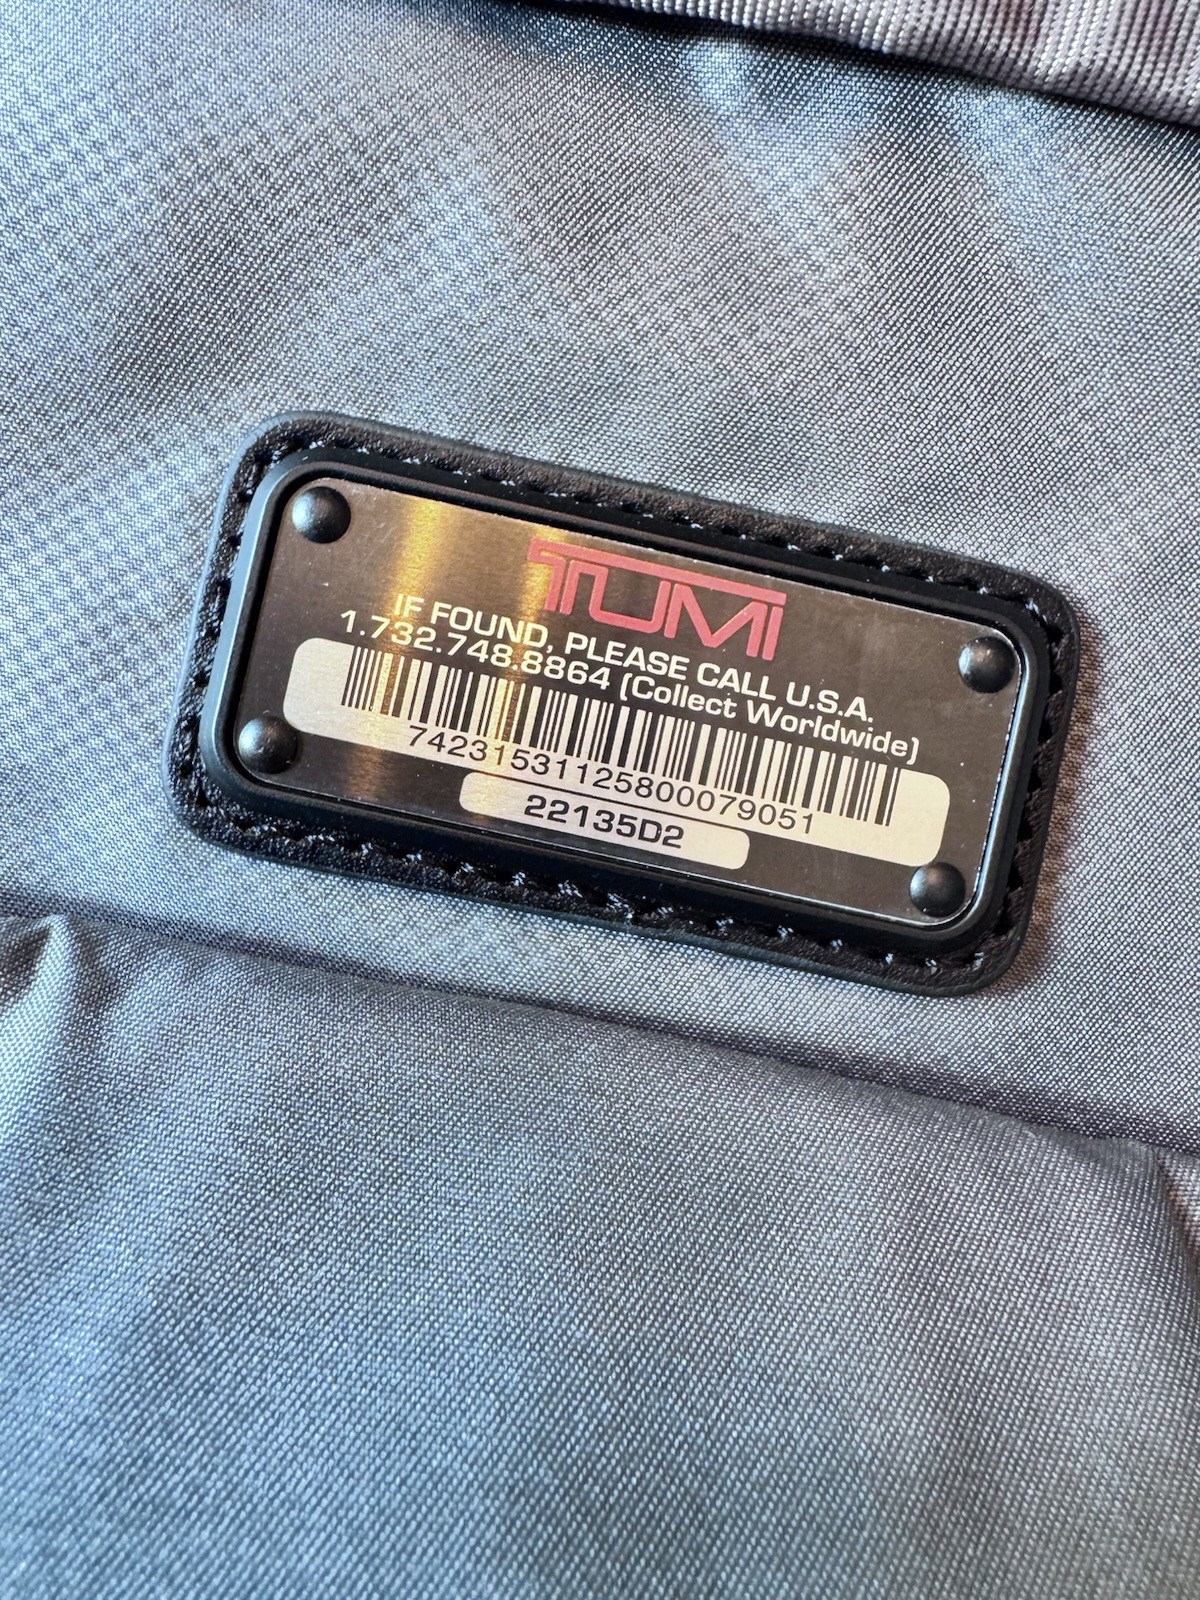 TUMI
IF FOUND, PLEASE CALL U.S.A.
1.732.748.8864 (Collect Worldwide)
74231531125800079051
22135D2